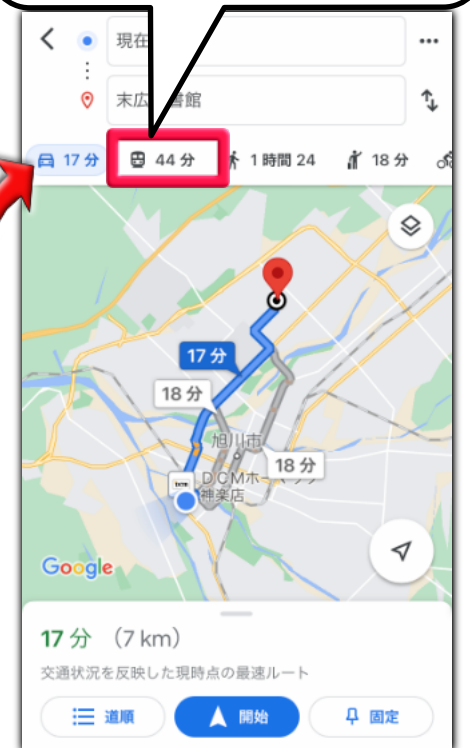 現在
末広 書館
17 分
44 分
1 時間 24
18 分
17 分
18 分
旭川市
18 分
DCMホーマック
神楽店
Google
17 分 (7 km)
交通状況を反映した現時点の最速ルート
道順
開始
固定